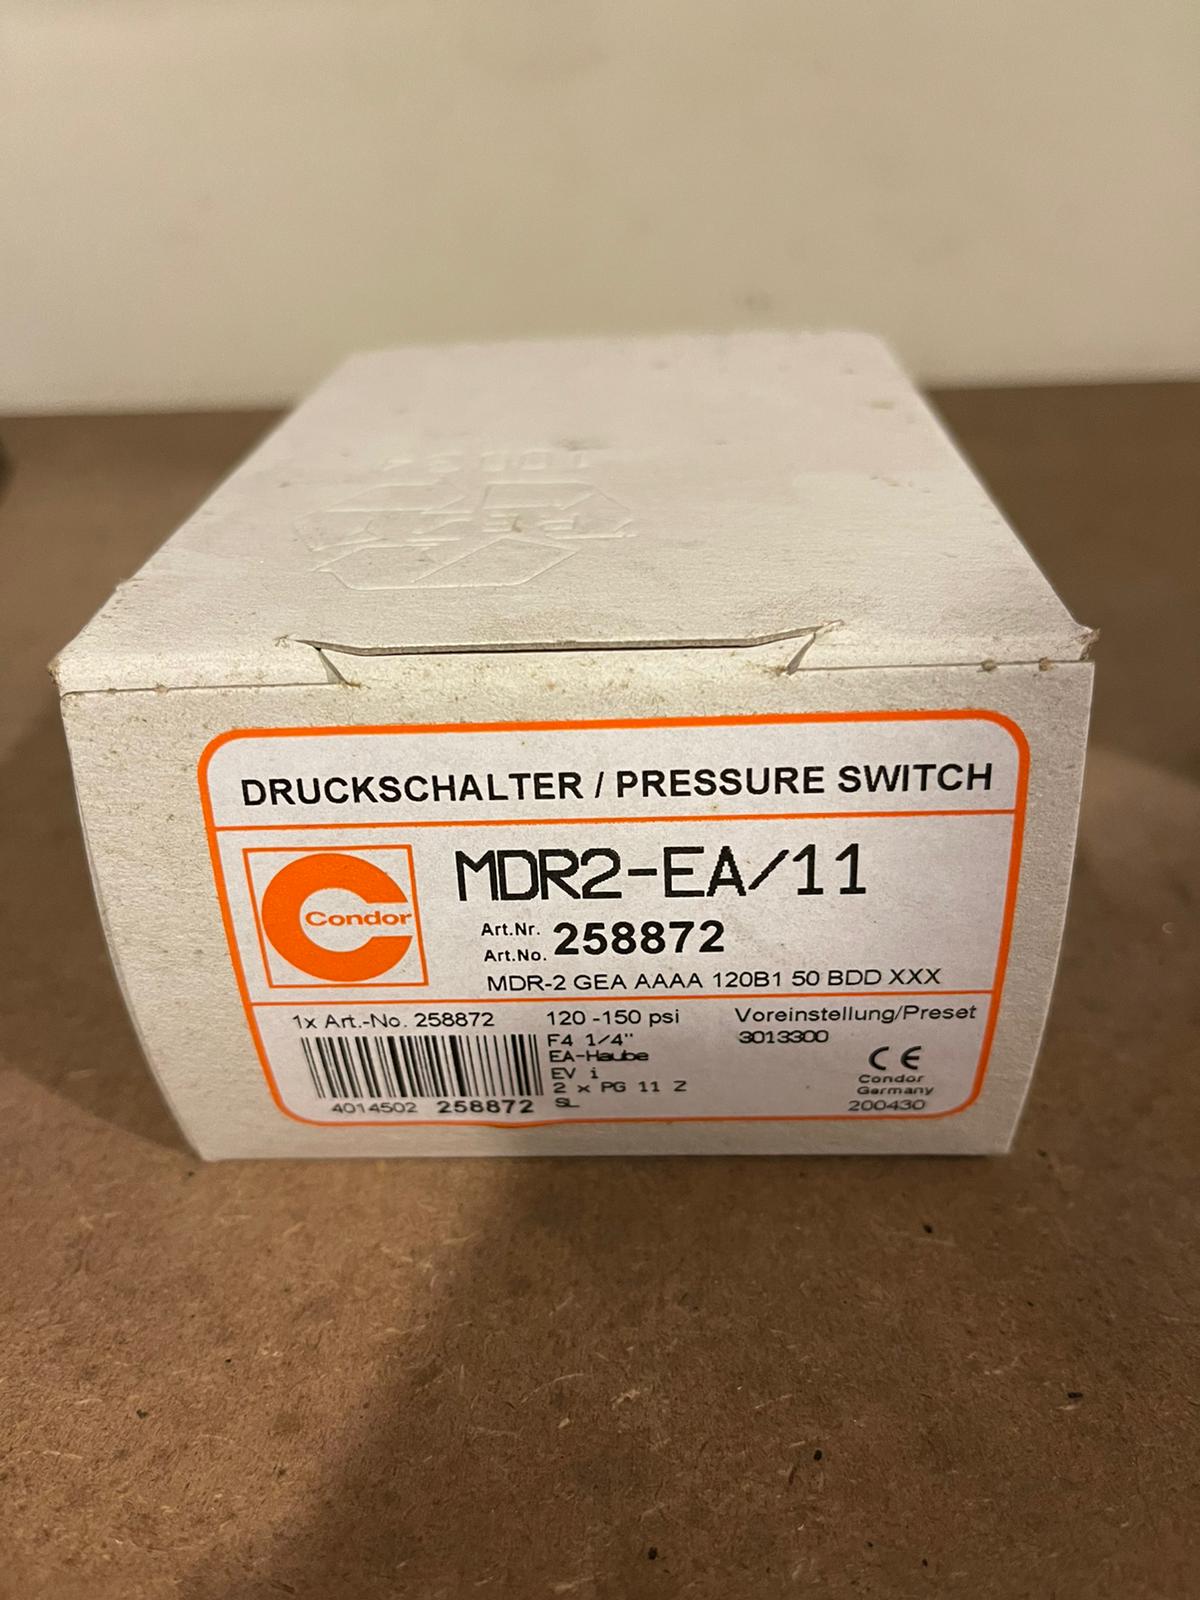 DRUCKSCHALTER / PRESSURE SWITCH
Condor
MDR2-EA/11
Art.Nr.
Art.No. 258872
MDR-2 GEA AAAA 120B1 50 BDD XXX
1x Art.-No. 258872
4014502 258872
120 -150 psi
F4 1/4"
EA-Haube
EV i
2 x PG 11 Z
SL
Voreinstellung/Preset
3013300
CE
Condor
Germany
200430